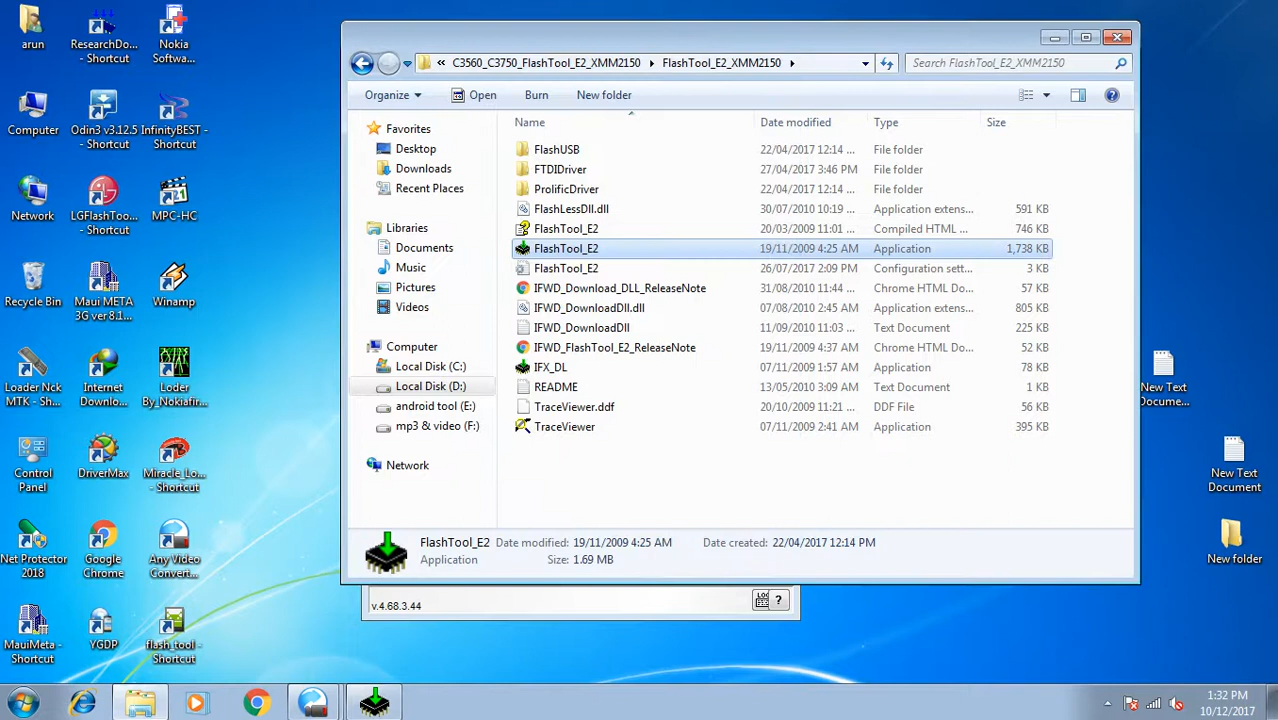 arun
ResearchDo...
- Shortcut
Nokia
Softwa...
Computer
Odin3 v3.12.5
- Shortcut
InfinityBEST -
Shortcut
Network
LGFlashToo...
- Shortcut
MPC-HC
Recycle Bin
Maui META
3G ver 8.1...
Winamp
Loader Nck
MTK - Sh...
Internet
Downlo...
Loder
By_Nokiafir...
Control
Panel
DriverMax
Miracle_Lo...
- Shortcut
Net Protector
2018
Google
Chrome
Any Video
Convert...
MauiMeta -
Shortcut
YGDP
flash_tool -
Shortcut
« C3560_C3750_FlashTool_E2_XMM2150 FlashTool_E2_XMM2150
Search FlashTool_E2_XMM2150
Organize Open Burn New folder
Favorites
Desktop
Downloads
Recent Places
Libraries
Documents
Music
Pictures
Videos
Computer
Local Disk (C:)
Local Disk (D:)
android tool (E:)
mp3 & video (F:)
Network
Name Date modified Type Size
FlashUSB 22/04/2017 12:14 ... File folder
FTDIDriver 27/04/2017 3:46 PM File folder
ProlificDriver 22/04/2017 12:14 ... File folder
FlashLessDll.dll 30/07/2010 10:19 ... Application extens... 591 KB
FlashTool_E2 20/03/2009 11:01 ... Compiled HTML ... 746 KB
FlashTool_E2 19/11/2009 4:25 AM Application 1,738 KB
FlashTool_E2 26/07/2017 2:09 PM Configuration sett... 3 KB
IFWD_Download_DLL_ReleaseNote 31/08/2010 11:44 ... Chrome HTML Do... 57 KB
IFWD_DownloadDll.dll 07/08/2010 2:45 AM Application extens... 805 KB
IFWD_DownloadDll 11/09/2010 11:03 ... Text Document 225 KB
IFWD_FlashTool_E2_ReleaseNote 19/11/2009 4:37 AM Chrome HTML Do... 52 KB
IFX_DL 07/11/2009 1:57 AM Application 78 KB
README 13/05/2010 3:09 AM Text Document 1 KB
TraceViewer.ddf 20/10/2009 11:21 ... DDF File 56 KB
TraceViewer 07/11/2009 2:41 AM Application 395 KB
FlashTool_E2 Date modified: 19/11/2009 4:25 AM Date created: 22/04/2017 12:14 PM
Application Size: 1.69 MB
v.4.68.3.44
LOG ?
New Text
Docume...
New Text
Document
New folder
1:32 PM
10/12/2017